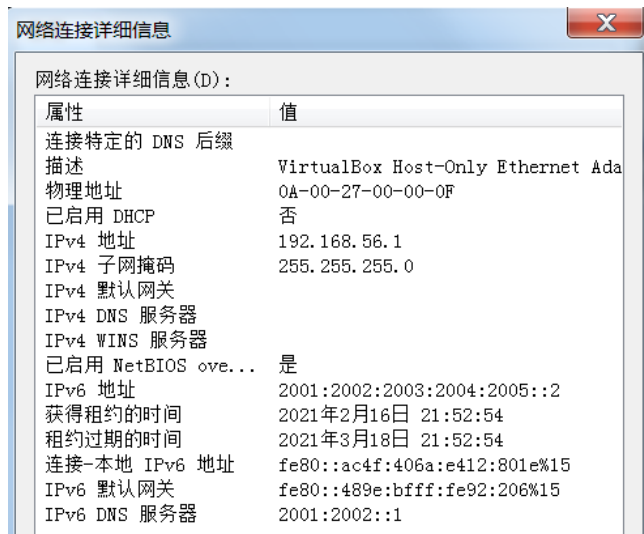 网络连接详细信息
网络连接详细信息(D):
属性 值
连接特定的 DNS 后缀
描述 VirtualBox Host-Only Ethernet Ada
物理地址 0A-00-27-00-00-0F
已启用 DHCP 否
IPv4 地址 192.168.56.1
IPv4 子网掩码 255.255.255.0
IPv4 默认网关
IPv4 DNS 服务器
IPv4 WINS 服务器
已启用 NetBIOS ove... 是
IPv6 地址 2001:2002:2003:2004:2005::2
获得租约的时间 2021年2月16日 21:52:54
租约过期的时间 2021年3月18日 21:52:54
连接-本地 IPv6 地址 fe80::ac4f:406a:e412:801e%15
IPv6 默认网关 fe80::489e:bfff:fe92:206%15
IPv6 DNS 服务器 2001:2002::1